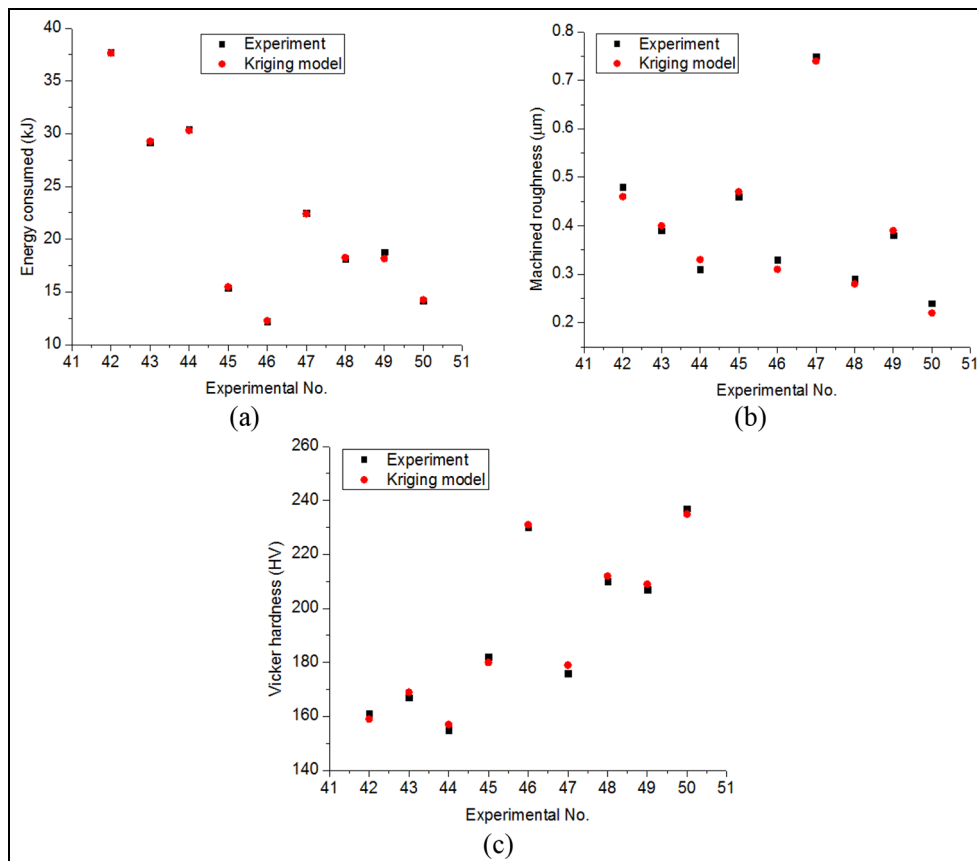 40
35
30
25
20
15
10
Energy consumed (kJ)
Experiment
Kriging model
41 42 43 44 45 46 47 48 49 50 51
Experimental No.
(a)
0.8
0.7
0.6
0.5
0.4
0.3
0.2
Machined roughness (μm)
Experiment
Kriging model
41 42 43 44 45 46 47 48 49 50 51
Experimental No.
(b)
260
240
220
200
180
160
140
Vicker hardness (HV)
Experiment
Kriging model
41 42 43 44 45 46 47 48 49 50 51
Experimental No.
(c)